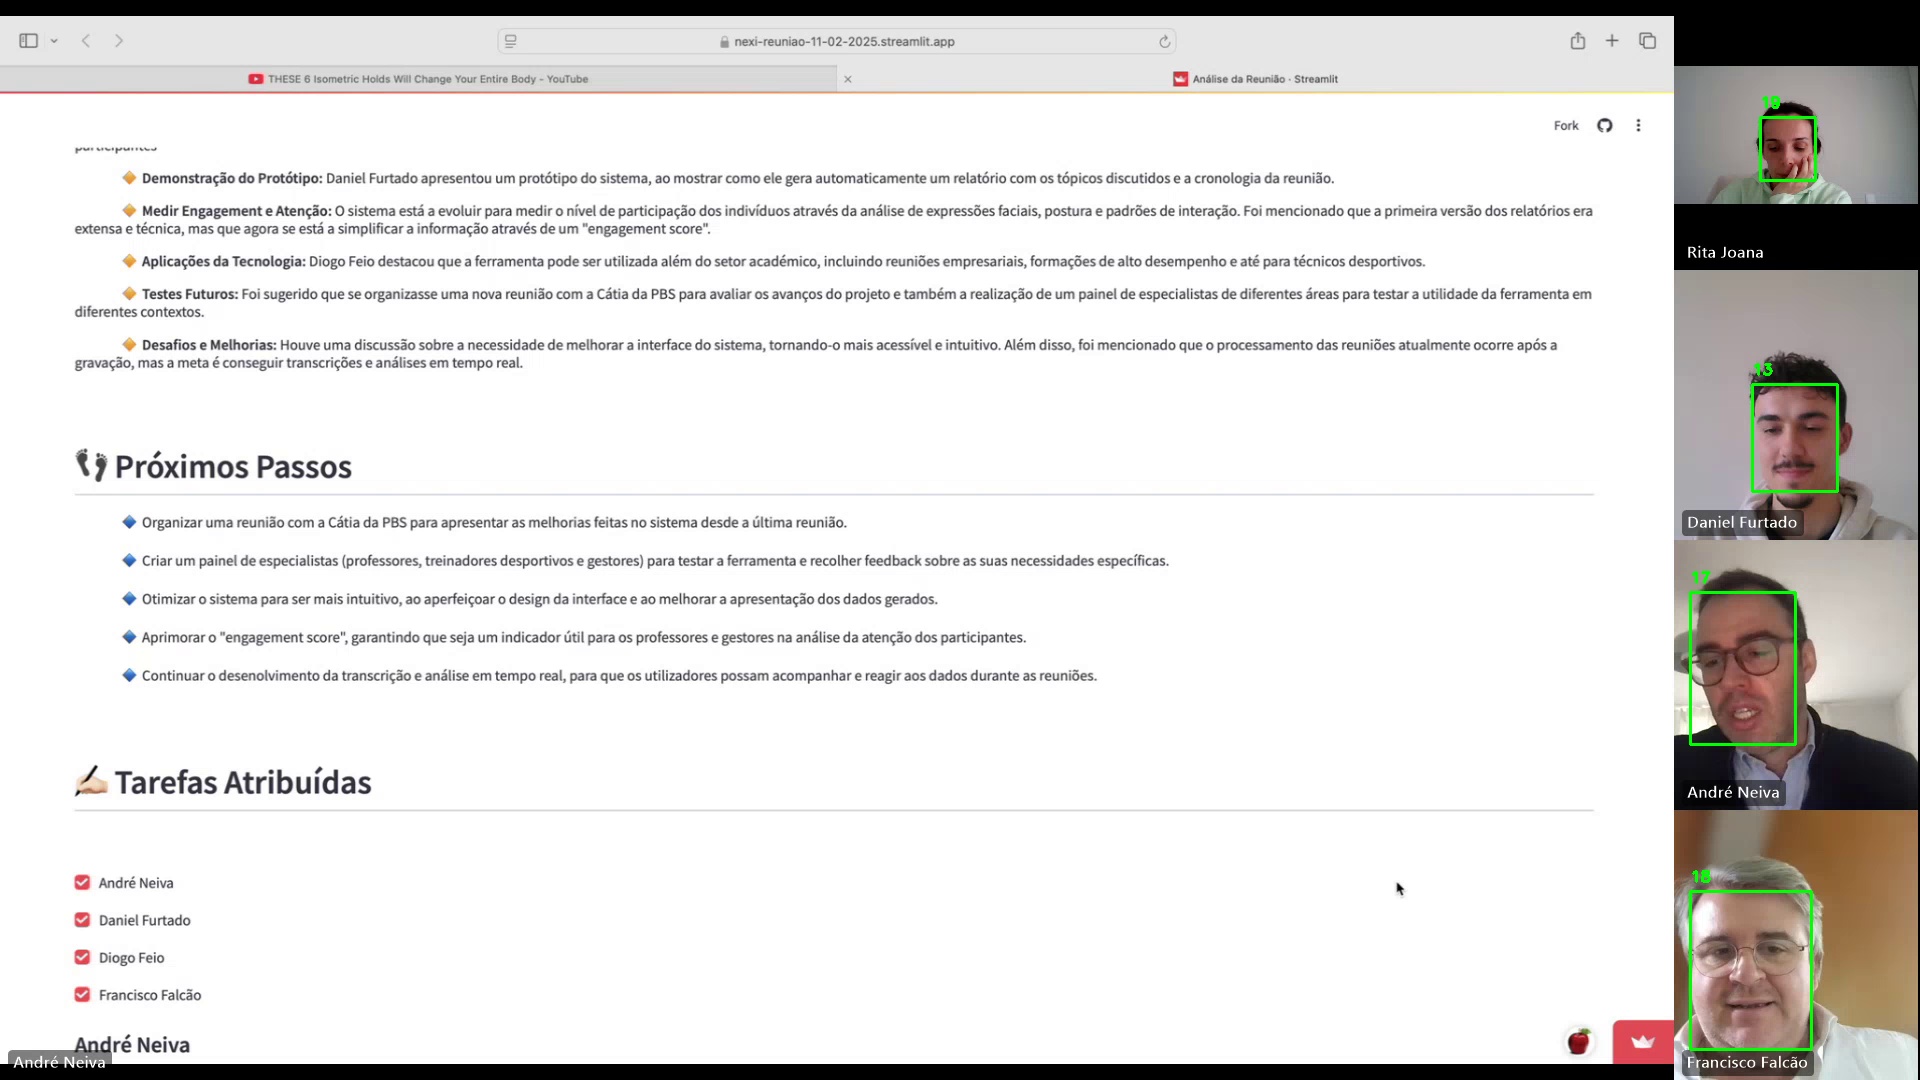 nexi-reuniao-11-02-2025.streamlit.app
THESE 6 Isometric Holds Will Change Your Entire Body - YouTube
Análise da Reunião · Streamlit
Fork
participantes
Demonstração do Protótipo: Daniel Furtado apresentou um protótipo do sistema, ao mostrar como ele gera automaticamente um relatório com os tópicos discutidos e a cronologia da reunião.
Medir Engagement e Atenção: O sistema está a evoluir para medir o nível de participação dos indivíduos através da análise de expressões faciais, postura e padrões de interação. Foi mencionado que a primeira versão dos relatórios era
extensa e técnica, mas que agora se está a simplificar a informação através de um "engagement score".
Aplicações da Tecnologia: Diogo Feio destacou que a ferramenta pode ser utilizada além do setor académico, incluindo reuniões empresariais, formações de alto desempenho e até para técnicos desportivos.
Testes Futuros: Foi sugerido que se organizasse uma nova reunião com a Cátia da PBS para avaliar os avanços do projeto e também a realização de um painel de especialistas de diferentes áreas para testar a utilidade da ferramenta em
diferentes contextos.
Desafios e Melhorias: Houve uma discussão sobre a necessidade de melhorar a interface do sistema, tornando-o mais acessível e intuitivo. Além disso, foi mencionado que o processamento das reuniões atualmente ocorre após a
gravação, mas a meta é conseguir transcrições e análises em tempo real.
Próximos Passos
Organizar uma reunião com a Cátia da PBS para apresentar as melhorias feitas no sistema desde a última reunião.
Criar um painel de especialistas (professores, treinadores desportivos e gestores) para testar a ferramenta e recolher feedback sobre as suas necessidades específicas.
Otimizar o sistema para ser mais intuitivo, ao aperfeiçoar o design da interface e ao melhorar a apresentação dos dados gerados.
Aprimorar o "engagement score", garantindo que seja um indicador útil para os professores e gestores na análise da atenção dos participantes.
Continuar o desenolvimento da transcrição e análise em tempo real, para que os utilizadores possam acompanhar e reagir aos dados durante as reuniões.
Tarefas Atribuídas
André Neiva
Daniel Furtado
Diogo Feio
Francisco Falcão
André Neiva
André Neiva
Rita Joana
13
Daniel Furtado
17
André Neiva
18
Francisco Falcão